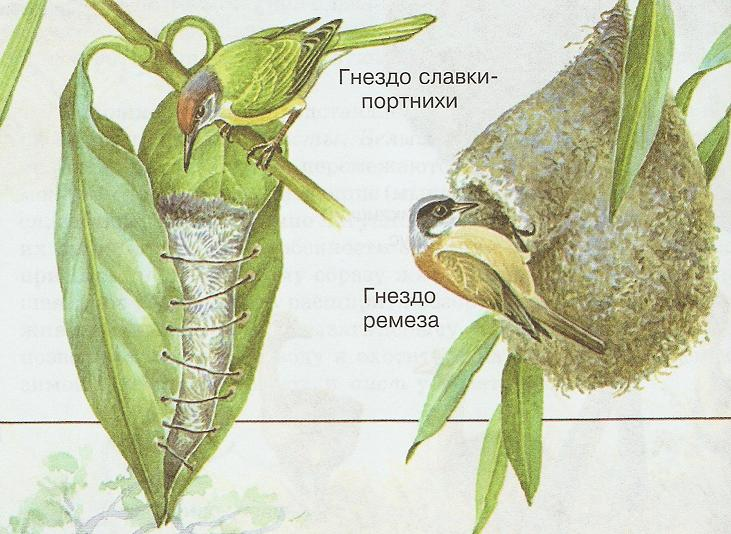 Гнездо славки-
портнихи
Гнездо
ремеза